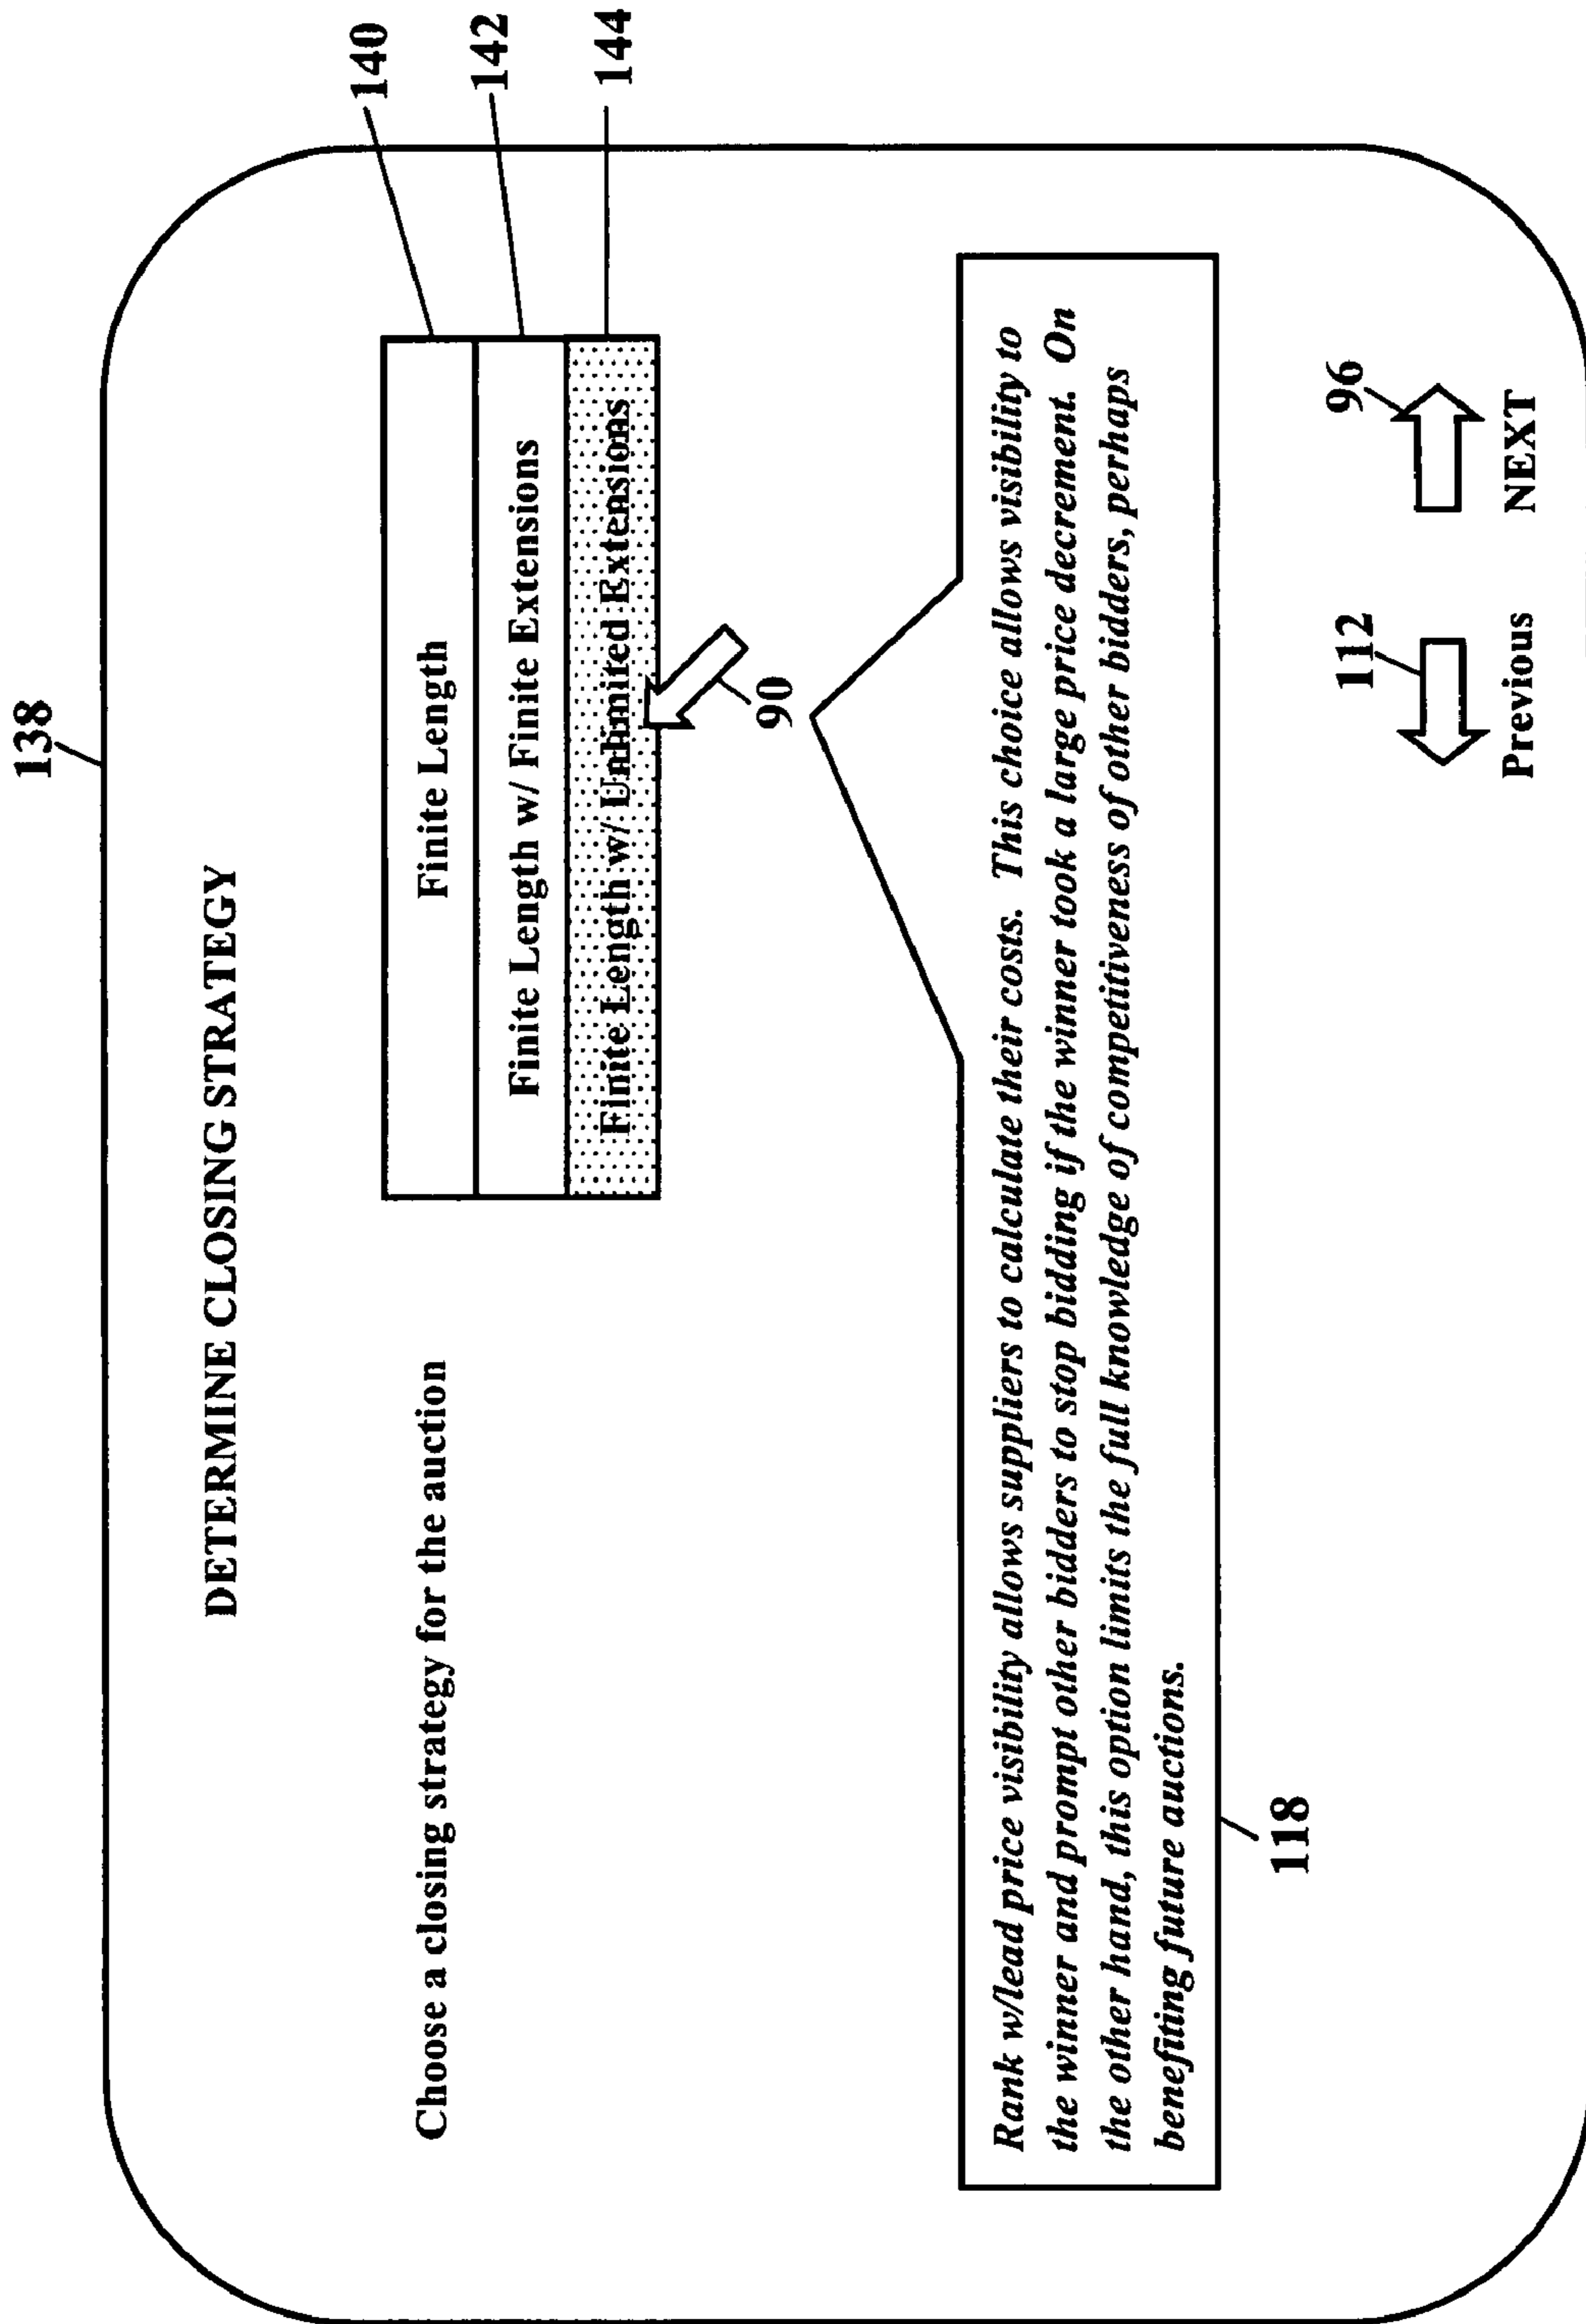 138
DETERMINE CLOSING STRATEGY
Choose a closing strategy for the auction
Finite Length
140
Finite Length w/ Finite Extensions
142
Finite Length w/ Unlimited Extensions
144
90
Rank w/lead price visibility allows suppliers to calculate their costs. This choice allows visibility to
the winner and prompt other bidders to stop bidding if the winner took a large price decrement. On
the other hand, this option limits the full knowledge of competitiveness of other bidders, perhaps
benefiting future auctions.
118
112
96
Previous
NEXT